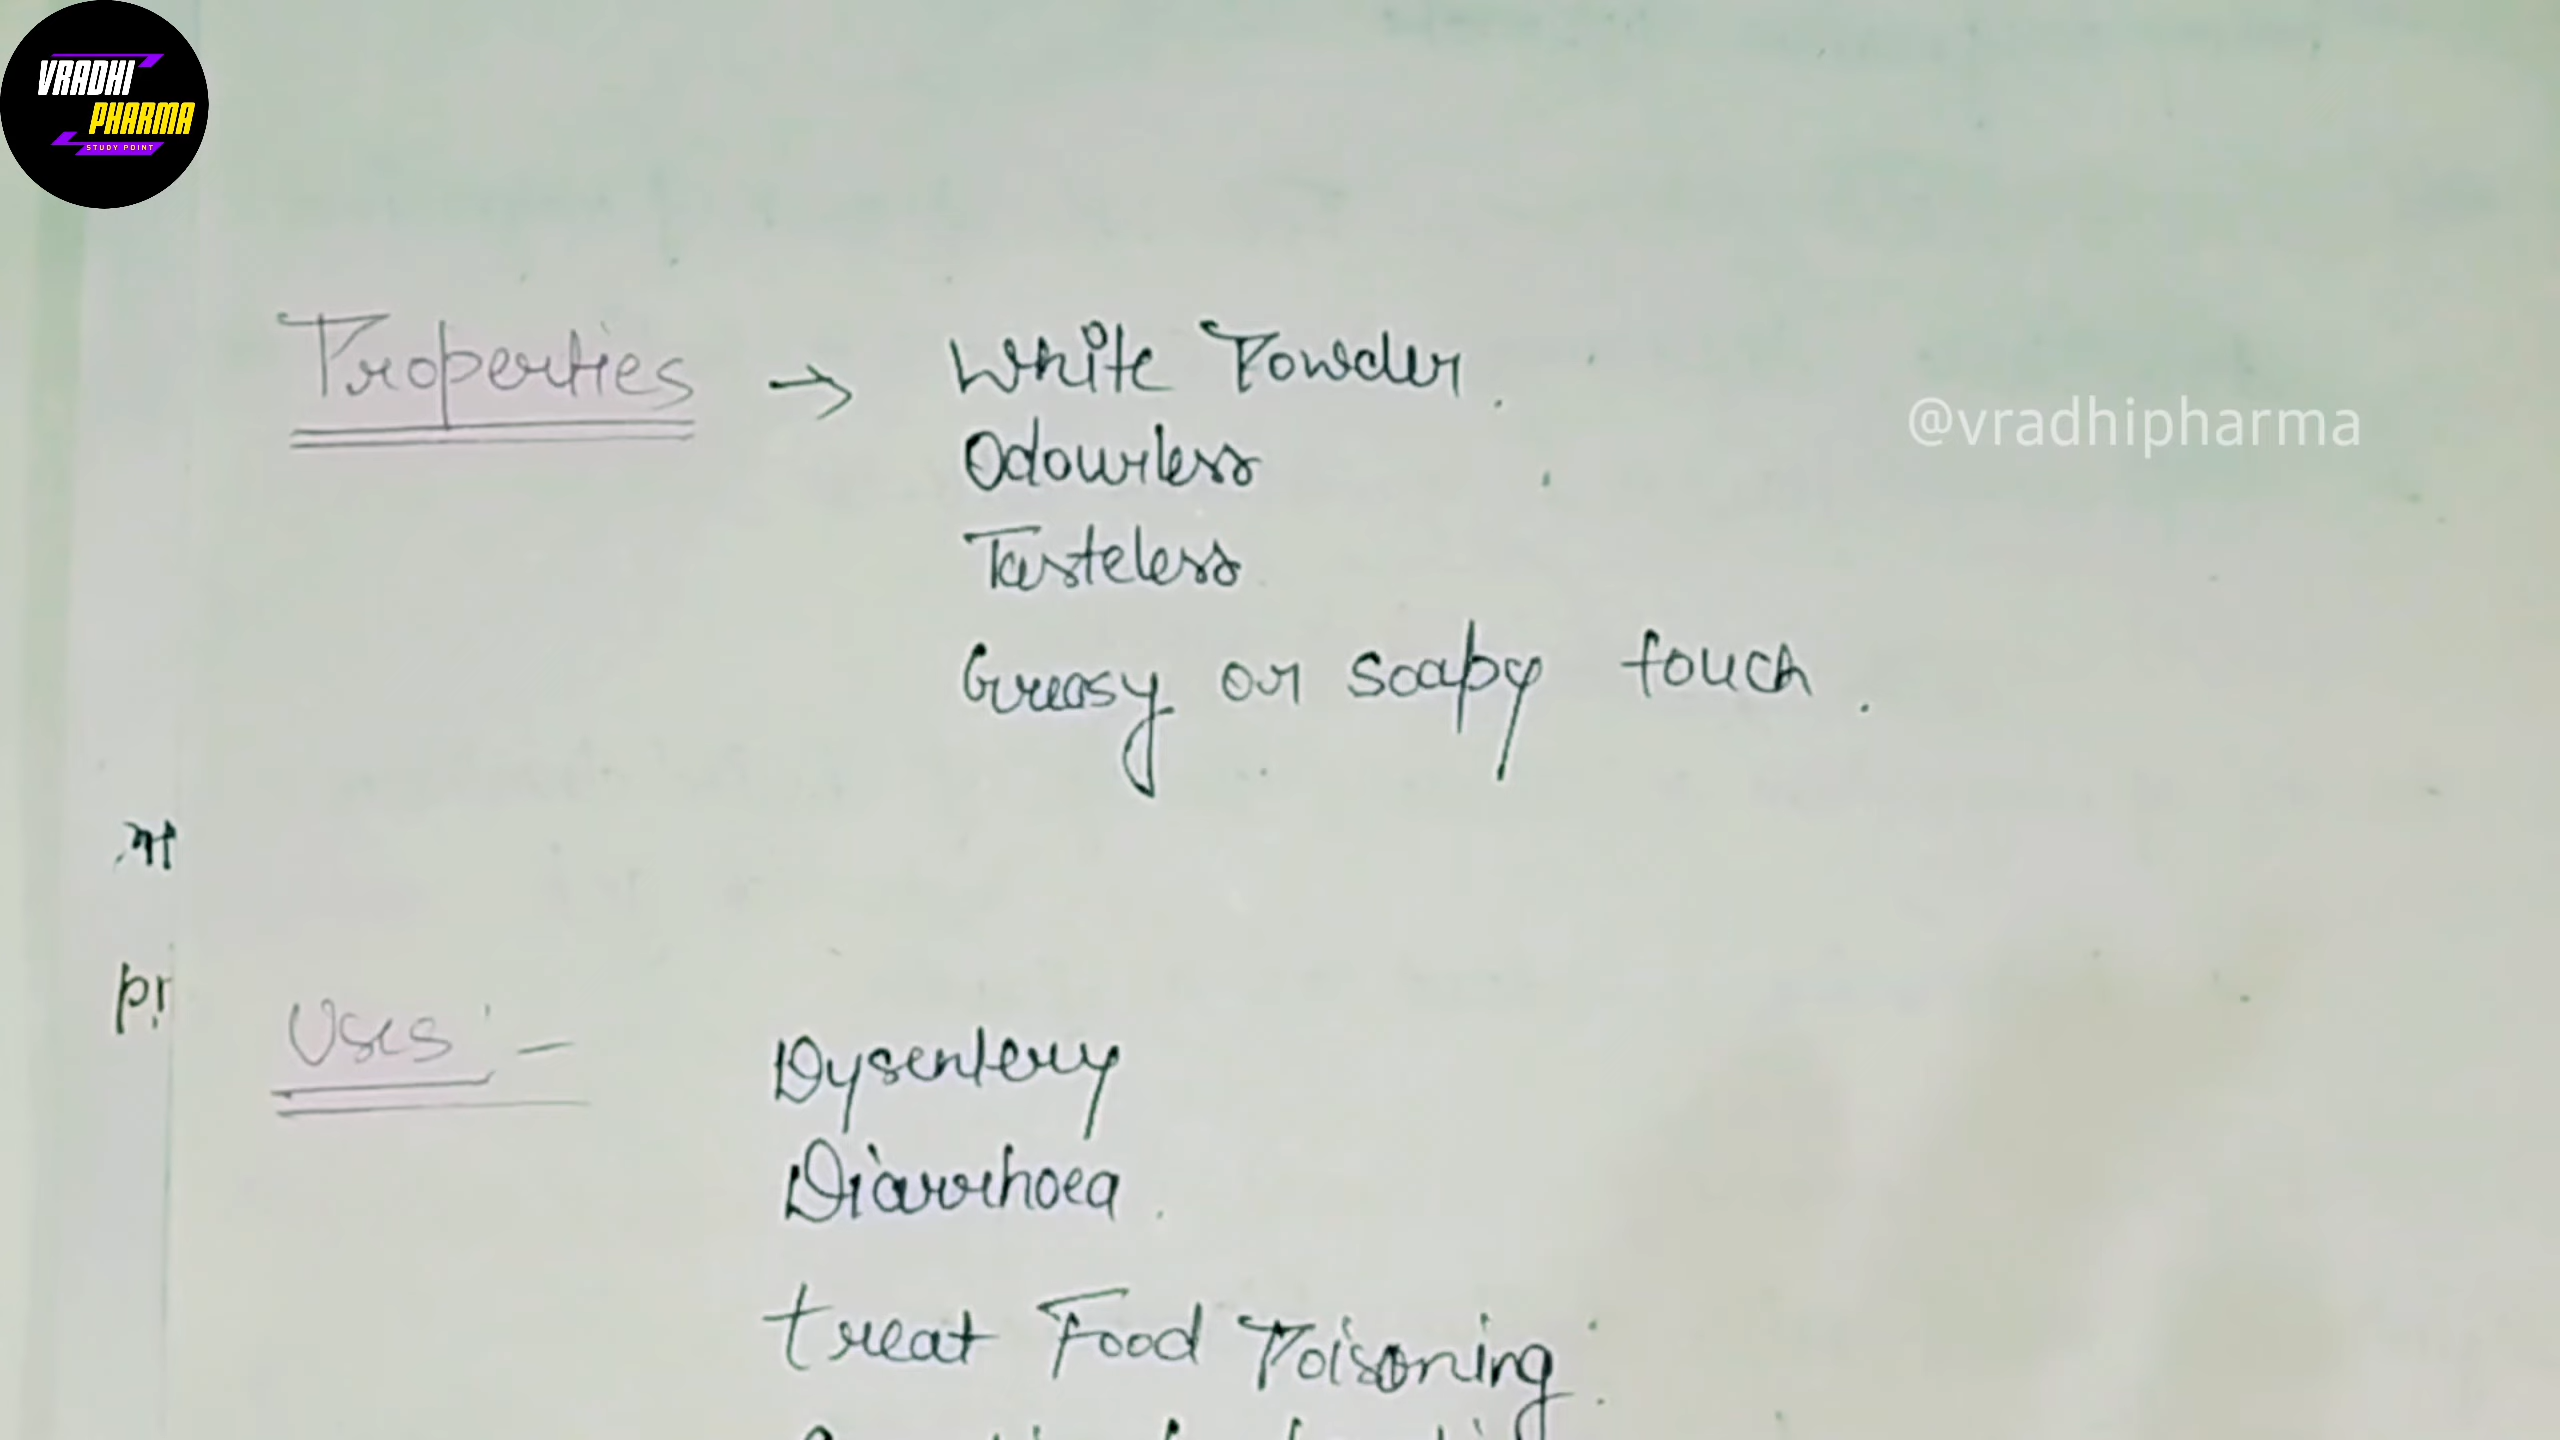 VRADHI
PHARMA
STUDY POINT
@vradhipharma
Properties → White Powder.
Odourless
Tasteless
Greasy or soapy touch.
Uses :- Dysentery
Diarrhoea.
treat Food Poisoning.